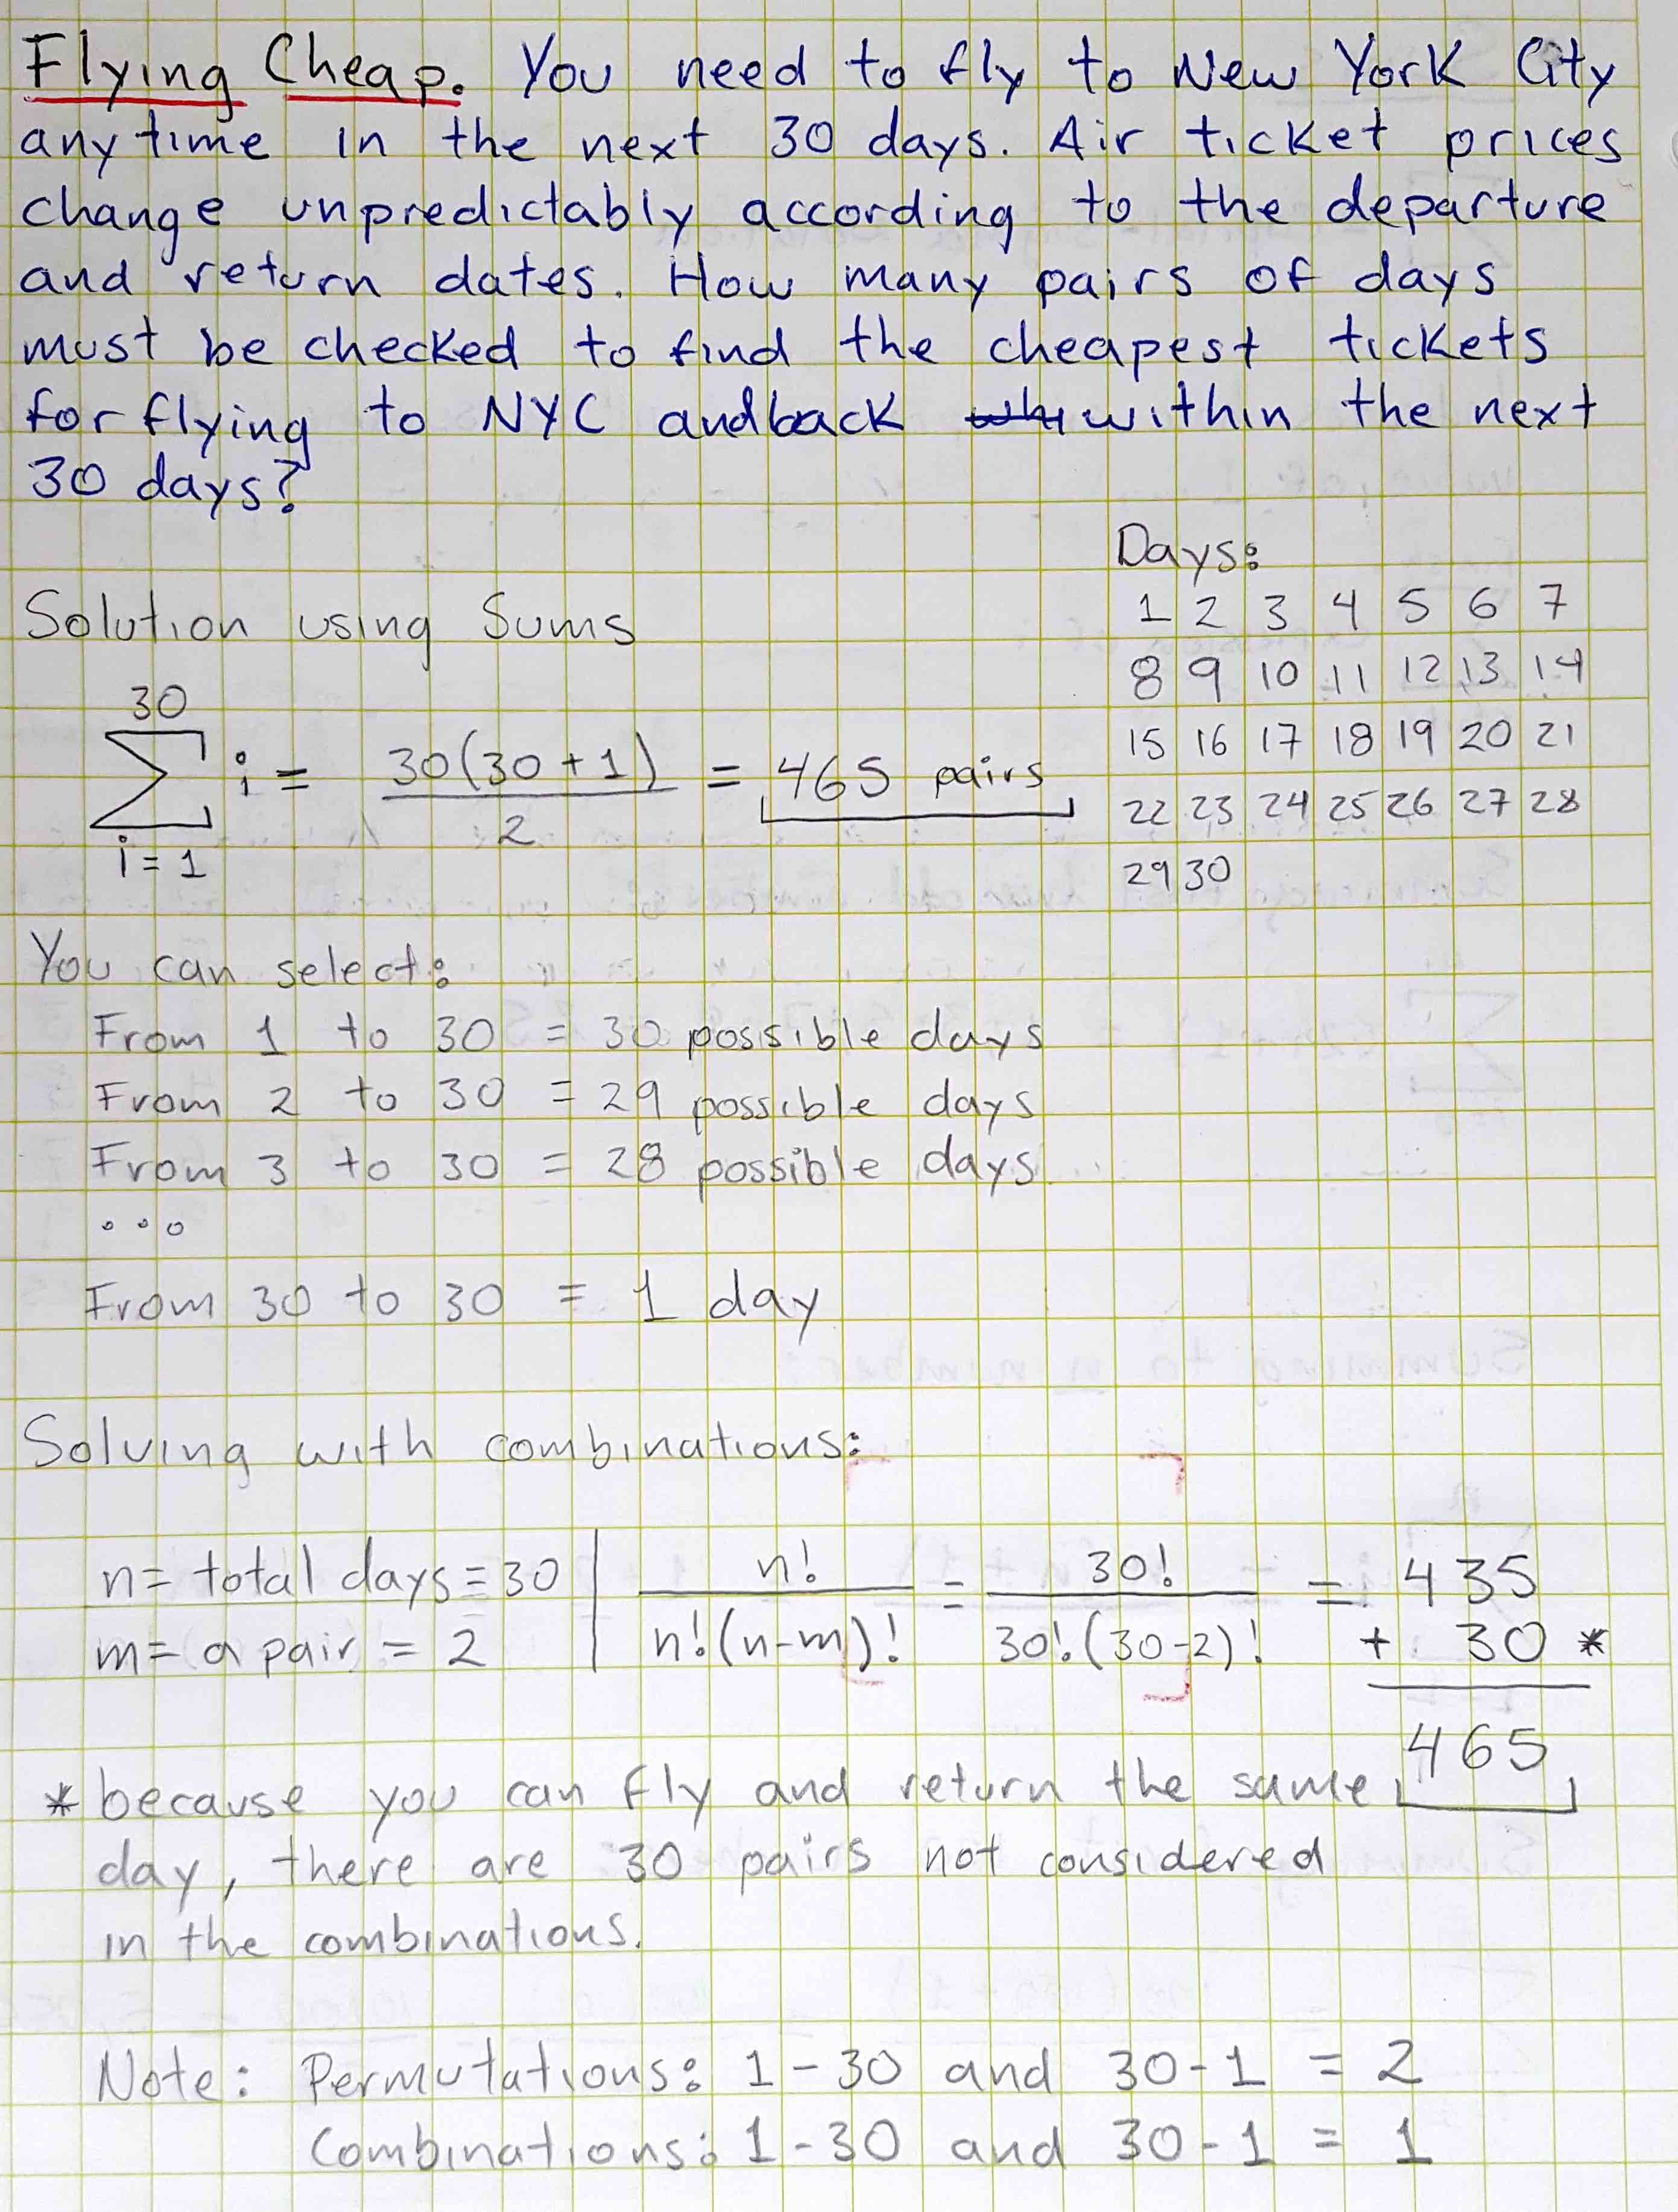 Flying Cheap. You need to fly to New York City
anytime in the next 30 days. Air ticket prices
change unpredictably according to the departure
and return dates. How many pairs of days
must be checked to find the cheapest tickets
for flying to NYC and back within the next
30 days?
Days:
1 2 3 4 5 6 7
8 9 10 11 12 13 14
15 16 17 18 19 20 21
22 23 24 25 26 27 28
29 30
Solution using Sums
30
∑ i = 30(30+1) / 2 = 465 pairs
i = 1
You can select:
From 1 to 30 = 30 possible days
From 2 to 30 = 29 possible days
From 3 to 30 = 28 possible days
...
From 30 to 30 = 1 day
Solving with combinations:
n = total days = 30 | n! / n!(n-m)! = 30! / 30!(30-2)! = 435
m = a pair = 2
+ 30 *
465
* because you can fly and return the same
day, there are 30 pairs not considered
in the combinations.
Note: Permutations: 1 - 30 and 30 - 1 = 2
Combinations: 1 - 30 and 30 - 1 = 1